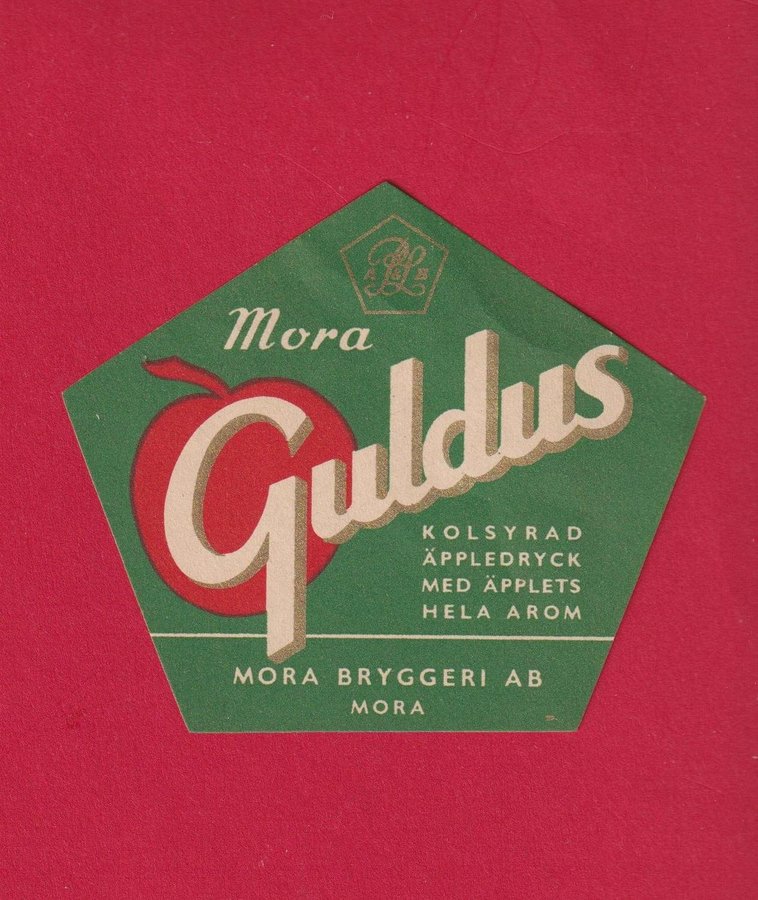 Mora
Guldus
KOLSYRAD
ÄPPLEDRYCK
MED ÄPPLETS
HELA AROM
MORA BRYGGERI AB
MORA